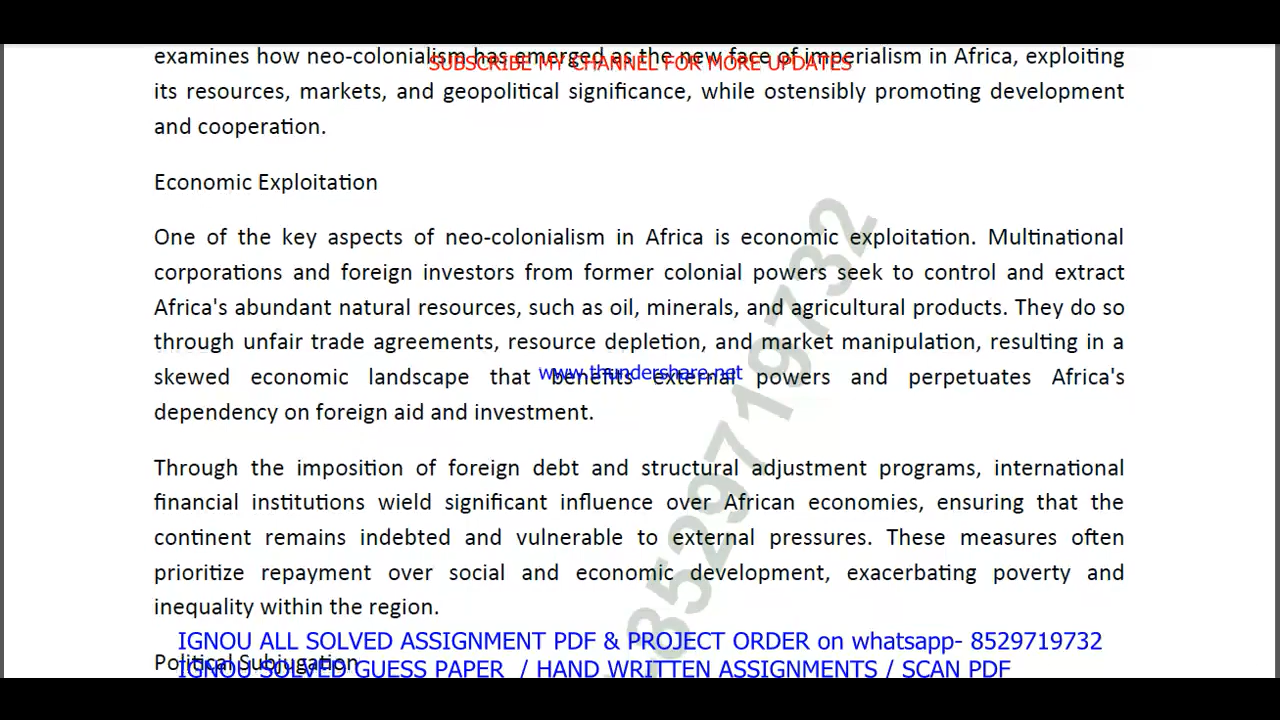 examines how neo-colonialism has emerged as the new face of imperialism in Africa, exploiting
SUBSCRIBE MY CHANNEL FOR MORE UPDATES
its resources, markets, and geopolitical significance, while ostensibly promoting development
and cooperation.
Economic Exploitation
One of the key aspects of neo-colonialism in Africa is economic exploitation. Multinational
corporations and foreign investors from former colonial powers seek to control and extract
Africa's abundant natural resources, such as oil, minerals, and agricultural products. They do so
through unfair trade agreements, resource depletion, and market manipulation, resulting in a
skewed economic landscape that benefits external powers and perpetuates Africa's
www.thundershare.net
dependency on foreign aid and investment.
Through the imposition of foreign debt and structural adjustment programs, international
financial institutions wield significant influence over African economies, ensuring that the
continent remains indebted and vulnerable to external pressures. These measures often
prioritize repayment over social and economic development, exacerbating poverty and
inequality within the region.
8529719732
IGNOU ALL SOLVED ASSIGNMENT PDF & PROJECT ORDER on whatsapp- 8529719732
Political Subjugation
IGNOU SOLVED GUESS PAPER / HAND WRITTEN ASSIGNMENTS / SCAN PDF